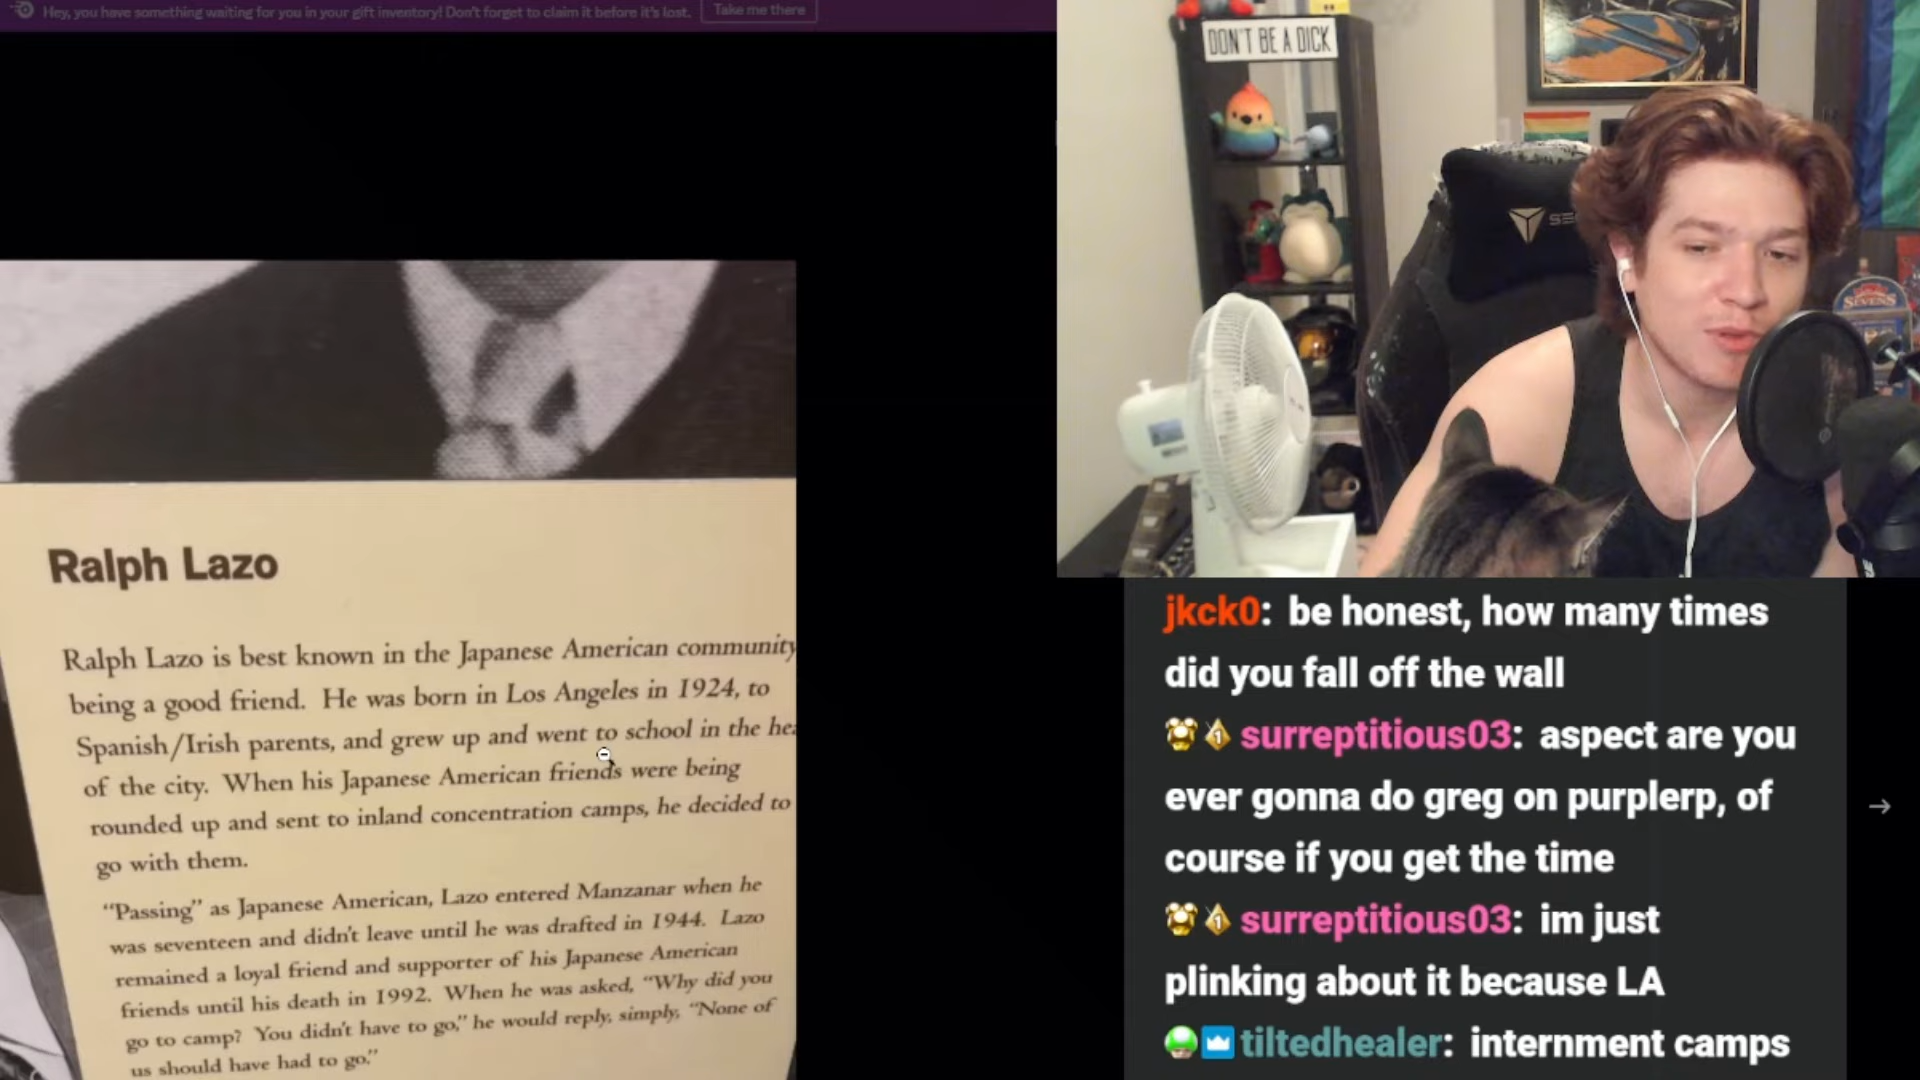 Hey, you have something waiting for you in your gift inventory! Don't forget to claim it before it's lost.
Take me there
DON'T BE A DICK
SEVENS
Ralph Lazo
Ralph Lazo is best known in the Japanese American community
being a good friend. He was born in Los Angeles in 1924, to
Spanish/Irish parents, and grew up and went to school in the
of the city. When his Japanese American friends were being
rounded up and sent to inland concentration camps, he decided to
go with them.
"Passing" as Japanese American, Lazo entered Manzanar when he
was seventeen and didn't leave until he was drafted in 1944. Lazo
remained a loyal friend and supporter of his Japanese American
friends until his death in 1992. When he was asked, "Why did you
go to camp? You didn't have to go," he would reply, simply, "None of
us should have had to go."
jkck0: be honest, how many times
did you fall off the wall
surreptitious03: aspect are you
ever gonna do greg on purplerp, of
course if you get the time
surreptitious03: im just
plinking about it because LA
tiltedhealer: internment camps